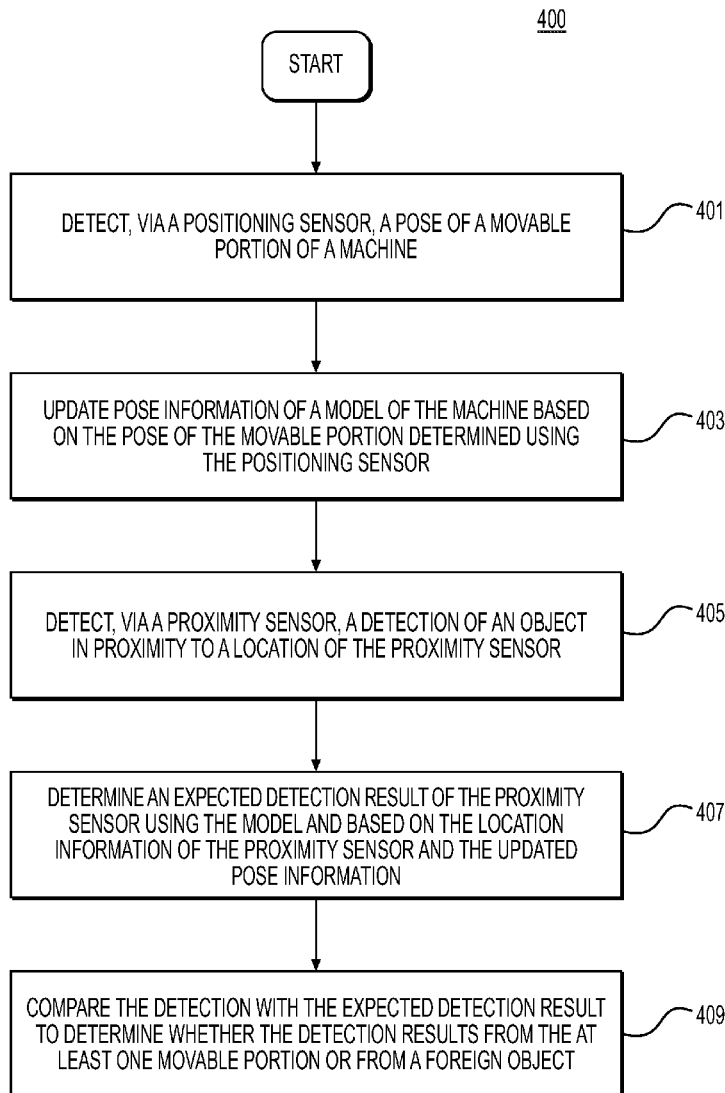 400
START
DETECT, VIA A POSITIONING SENSOR, A POSE OF A MOVABLE
PORTION OF A MACHINE
401
UPDATE POSE INFORMATION OF A MODEL OF THE MACHINE BASED
ON THE POSE OF THE MOVABLE PORTION DETERMINED USING
THE POSITIONING SENSOR
403
DETECT, VIA A PROXIMITY SENSOR, A DETECTION OF AN OBJECT
IN PROXIMITY TO A LOCATION OF THE PROXIMITY SENSOR
405
DETERMINE AN EXPECTED DETECTION RESULT OF THE PROXIMITY
SENSOR USING THE MODEL AND BASED ON THE LOCATION
INFORMATION OF THE PROXIMITY SENSOR AND THE UPDATED
POSE INFORMATION
407
COMPARE THE DETECTION WITH THE EXPECTED DETECTION RESULT
TO DETERMINE WHETHER THE DETECTION RESULTS FROM THE AT
LEAST ONE MOVABLE PORTION OR FROM A FOREIGN OBJECT
409